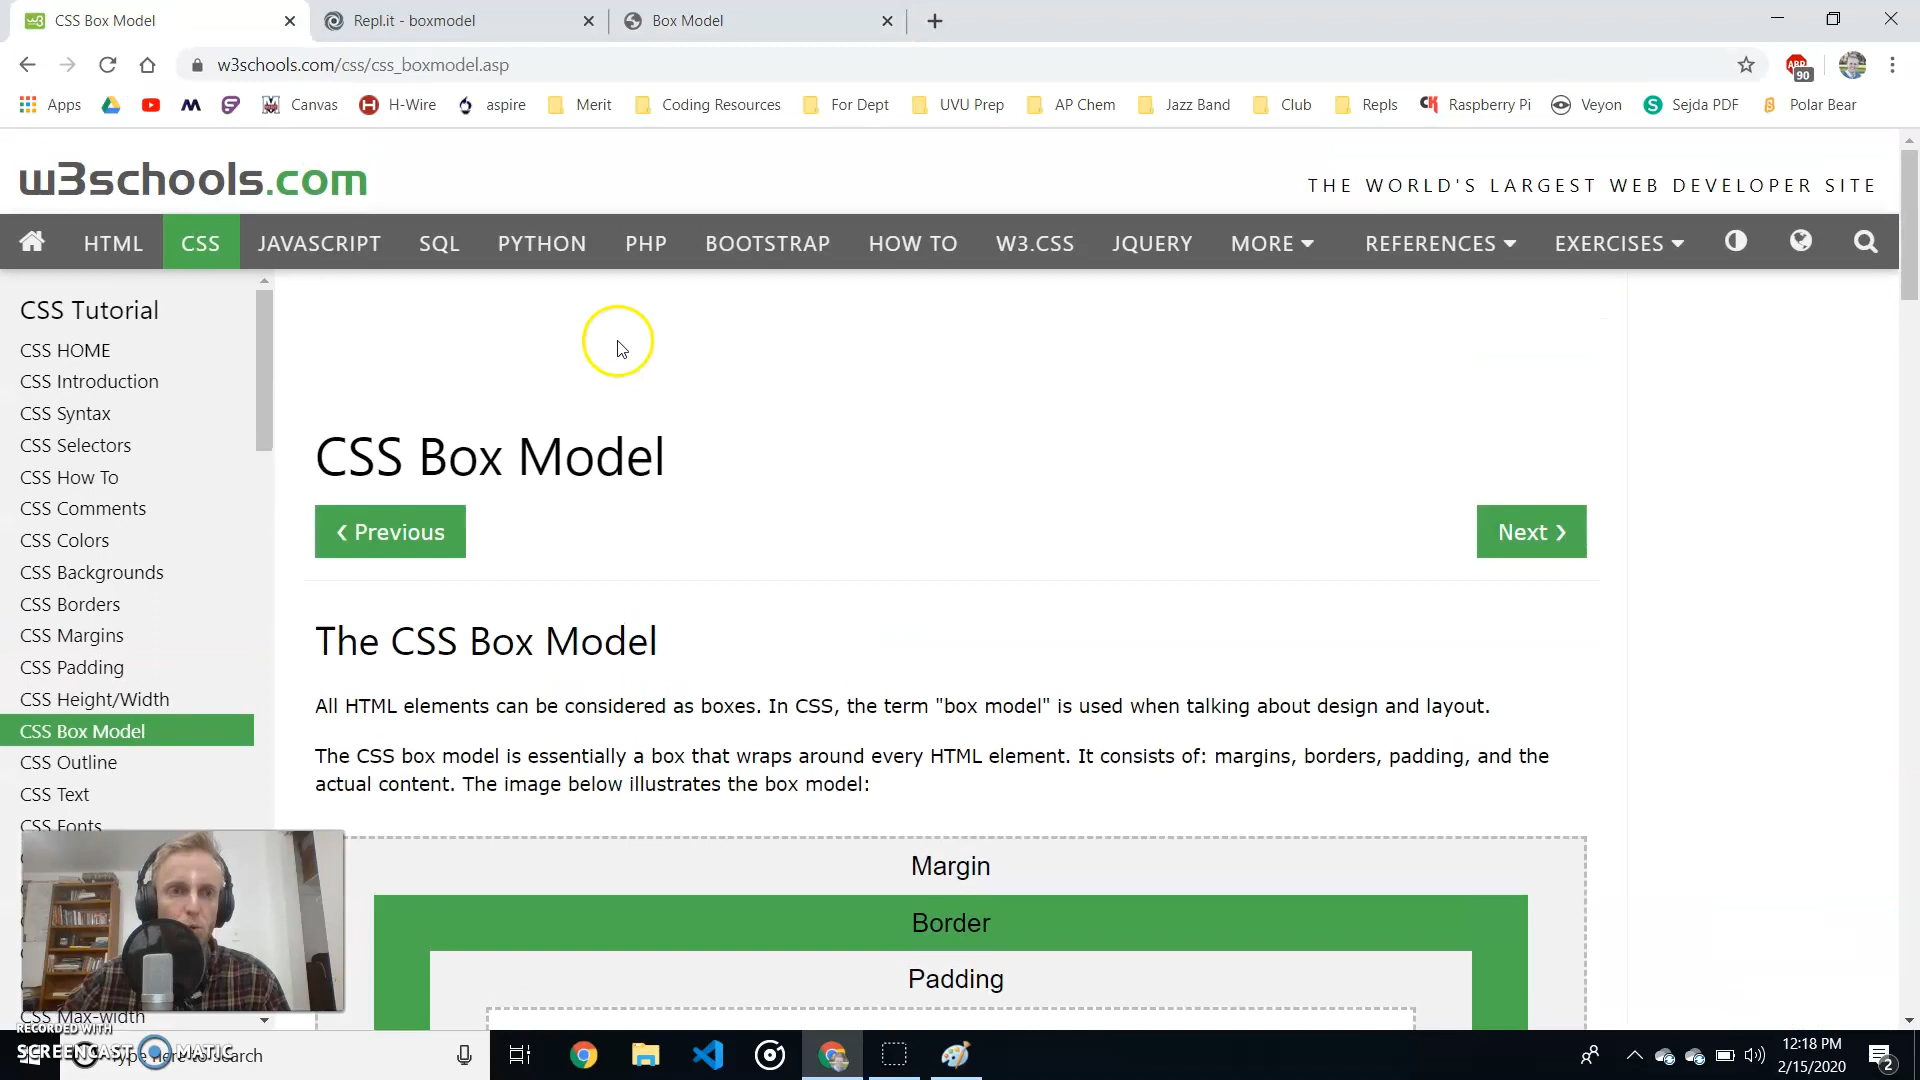 CSS Box Model
Repl.it - boxmodel
Box Model
w3schools.com/css/css_boxmodel.asp
ABP
90
Apps
Canvas
H-Wire
aspire
Merit
Coding Resources
For Dept
UVU Prep
AP Chem
Jazz Band
Club
Repls
Raspberry Pi
Veyon
Sejda PDF
Polar Bear
w3schools.com
THE WORLD'S LARGEST WEB DEVELOPER SITE
HTML
CSS
JAVASCRIPT
SQL
PYTHON
PHP
BOOTSTRAP
HOW TO
W3.CSS
JQUERY
MORE
REFERENCES
EXERCISES
CSS Tutorial
CSS HOME
CSS Introduction
CSS Syntax
CSS Selectors
CSS How To
CSS Comments
CSS Colors
CSS Backgrounds
CSS Borders
CSS Margins
CSS Padding
CSS Height/Width
CSS Box Model
CSS Outline
CSS Text
CSS Fonts
CSS Max-width
CSS Box Model
❮ Previous
Next ❯
The CSS Box Model
All HTML elements can be considered as boxes. In CSS, the term "box model" is used when talking about design and layout.
The CSS box model is essentially a box that wraps around every HTML element. It consists of: margins, borders, padding, and the
actual content. The image below illustrates the box model:
Margin
Border
Padding
RECORDED WITH
SCREENCAST MATIC
Type here to search
12:18 PM
2/15/2020
2